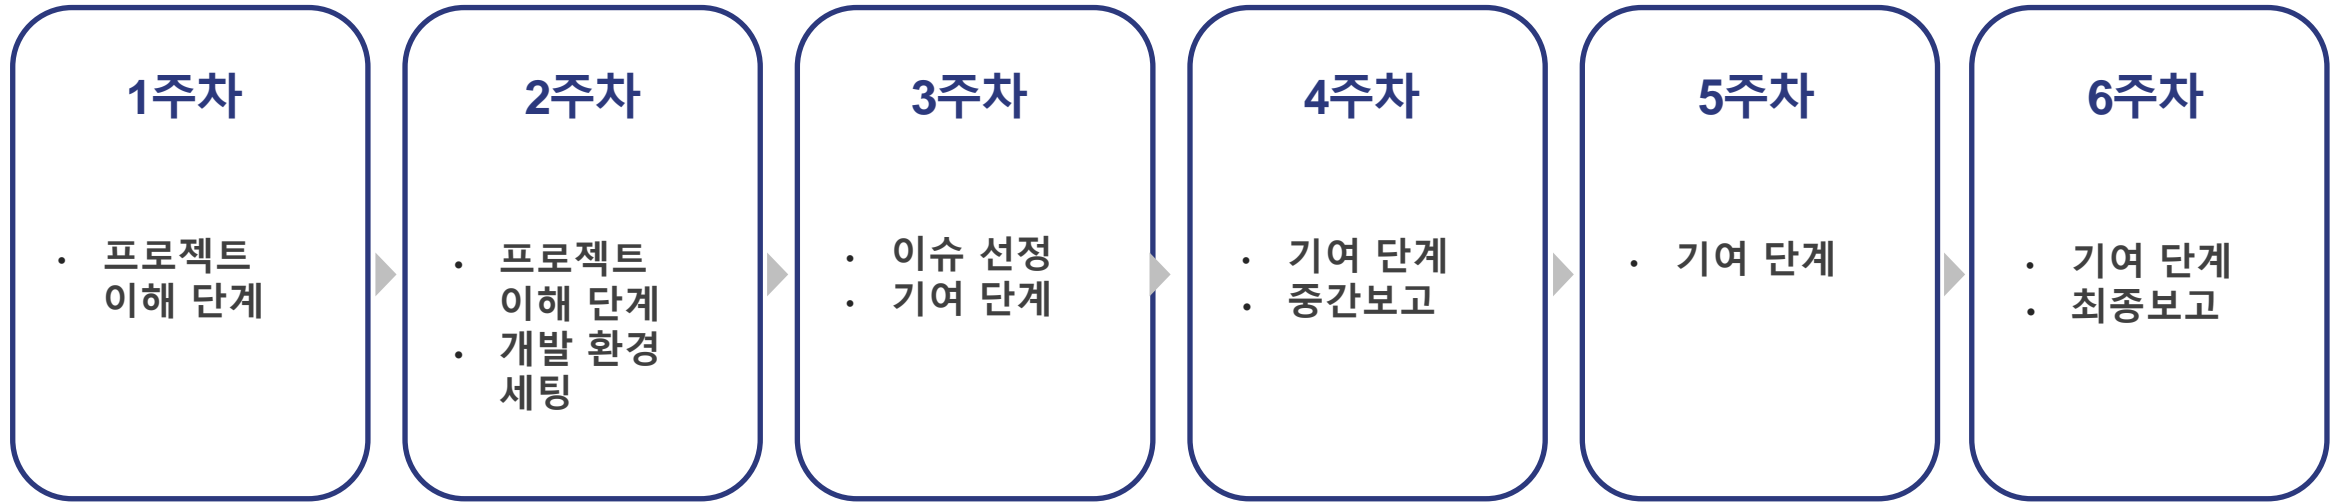 1주차
• 프로젝트
이해 단계
2주차
• 프로젝트
이해 단계
• 개발 환경
세팅
3주차
• 이슈 선정
• 기여 단계
4주차
• 기여 단계
• 중간보고
5주차
• 기여 단계
6주차
• 기여 단계
• 최종보고